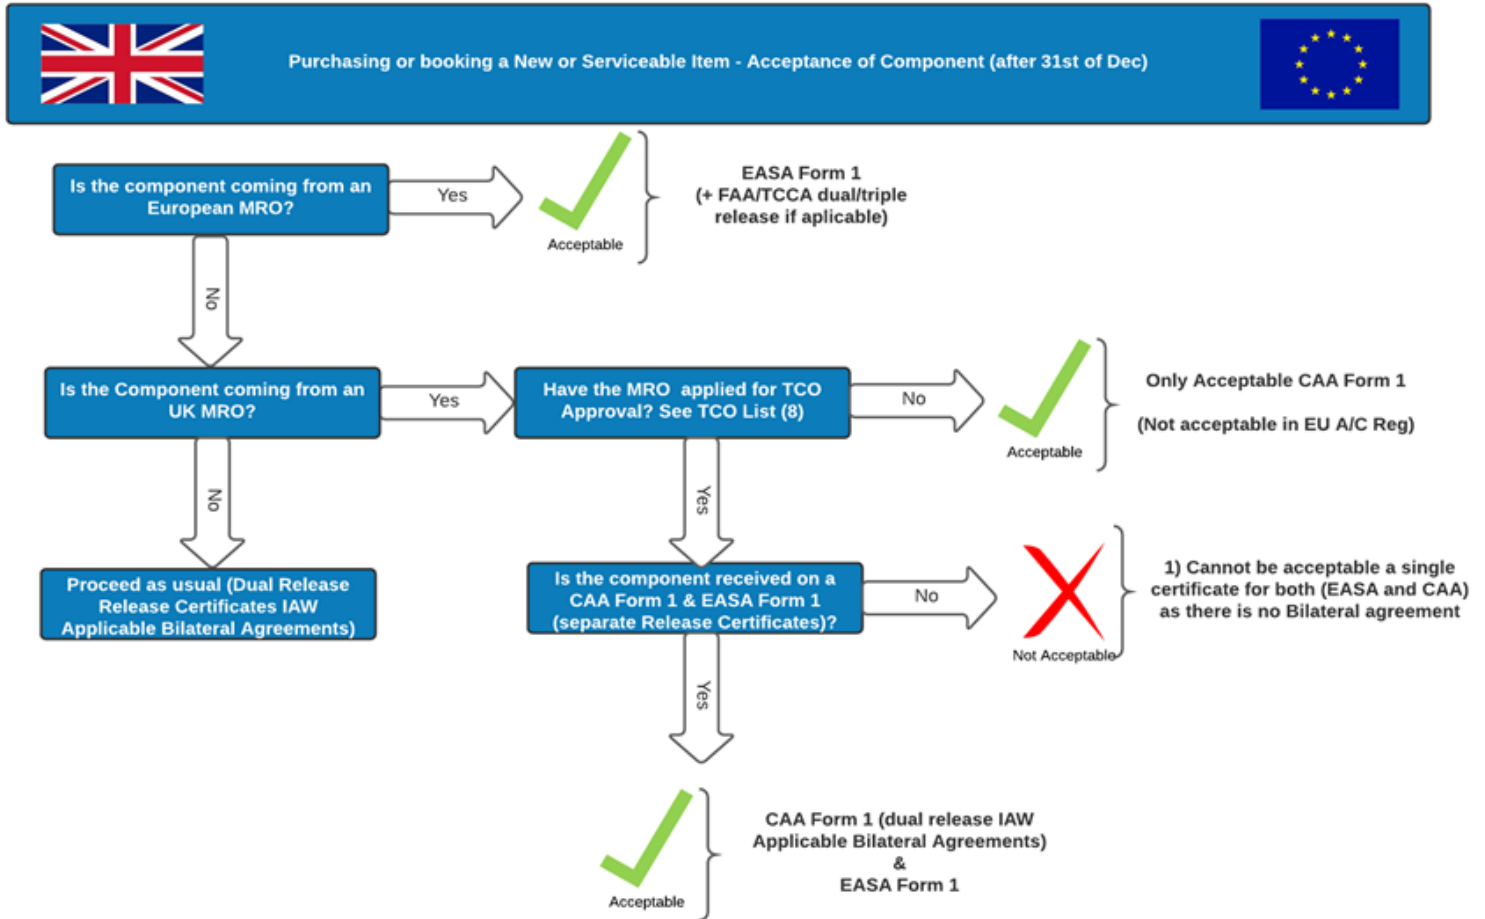 Purchasing or booking a New or Serviceable Item - Acceptance of Component (after 31st of Dec)
Is the component coming from an
European MRO?
Yes
Acceptable
EASA Form 1
(+ FAA/TCCA dual/triple
release if aplicable)
No
Is the Component coming from an
UK MRO?
Yes
Have the MRO applied for TCO
Approval? See TCO List (8)
No
Acceptable
Only Acceptable CAA Form 1
(Not acceptable in EU A/C Reg)
No
Yes
Proceed as usual (Dual Release
Release Certificates IAW
Applicable Bilateral Agreements)
Is the component received on a
CAA Form 1 & EASA Form 1
(separate Release Certificates)?
No
Not Acceptable
1) Cannot be acceptable a single
certificate for both (EASA and CAA)
as there is no Bilateral agreement
Yes
Acceptable
CAA Form 1 (dual release IAW
Applicable Bilateral Agreements)
&
EASA Form 1